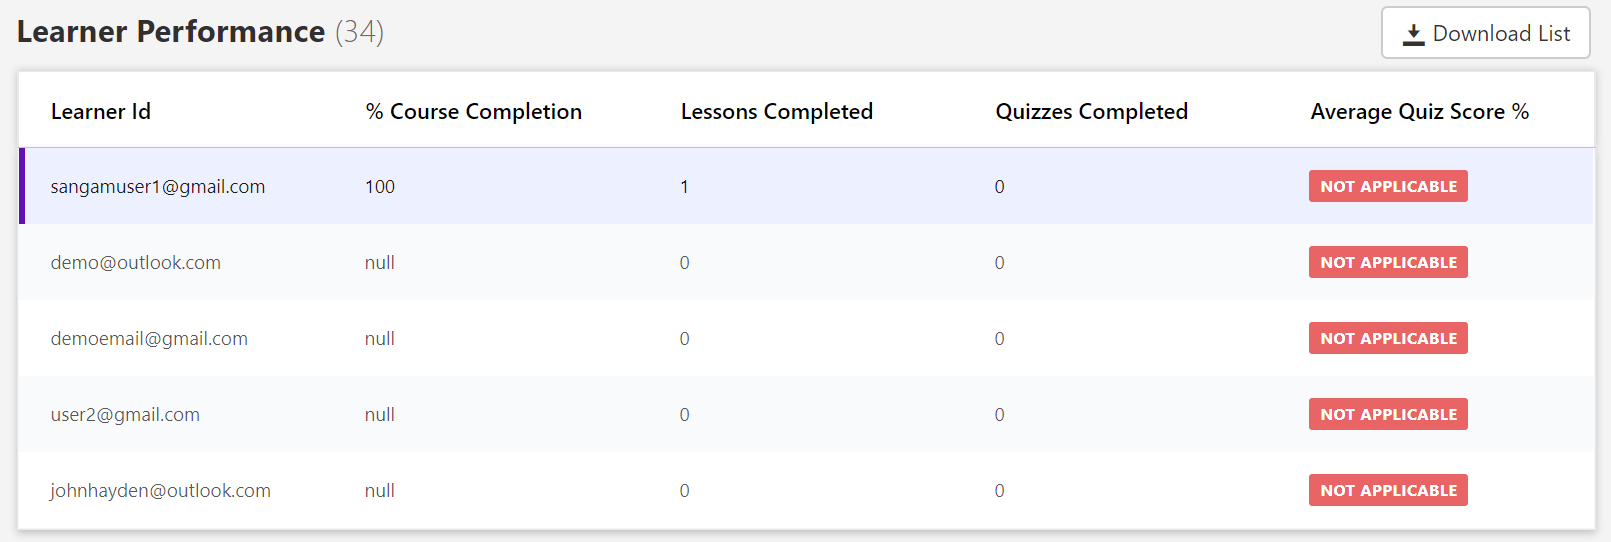 Learner Performance (34) Download List
Learner Id % Course Completion Lessons Completed Quizzes Completed Average Quiz Score %
sangamuser1@gmail.com 100 1 0 NOT APPLICABLE
demo@outlook.com null 0 0 NOT APPLICABLE
demoemail@gmail.com null 0 0 NOT APPLICABLE
user2@gmail.com null 0 0 NOT APPLICABLE
johnhayden@outlook.com null 0 0 NOT APPLICABLE